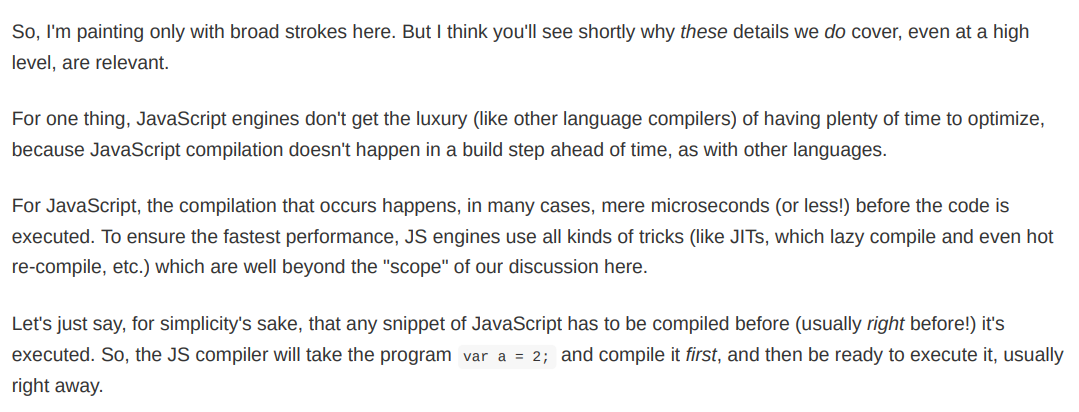 So, I'm painting only with broad strokes here. But I think you'll see shortly why these details we do cover, even at a high
level, are relevant.
For one thing, JavaScript engines don't get the luxury (like other language compilers) of having plenty of time to optimize,
because JavaScript compilation doesn't happen in a build step ahead of time, as with other languages.
For JavaScript, the compilation that occurs happens, in many cases, mere microseconds (or less!) before the code is
executed. To ensure the fastest performance, JS engines use all kinds of tricks (like JITs, which lazy compile and even hot
re-compile, etc.) which are well beyond the "scope" of our discussion here.
Let's just say, for simplicity's sake, that any snippet of JavaScript has to be compiled before (usually right before!) it's
executed. So, the JS compiler will take the program var a = 2; and compile it first, and then be ready to execute it, usually
right away.